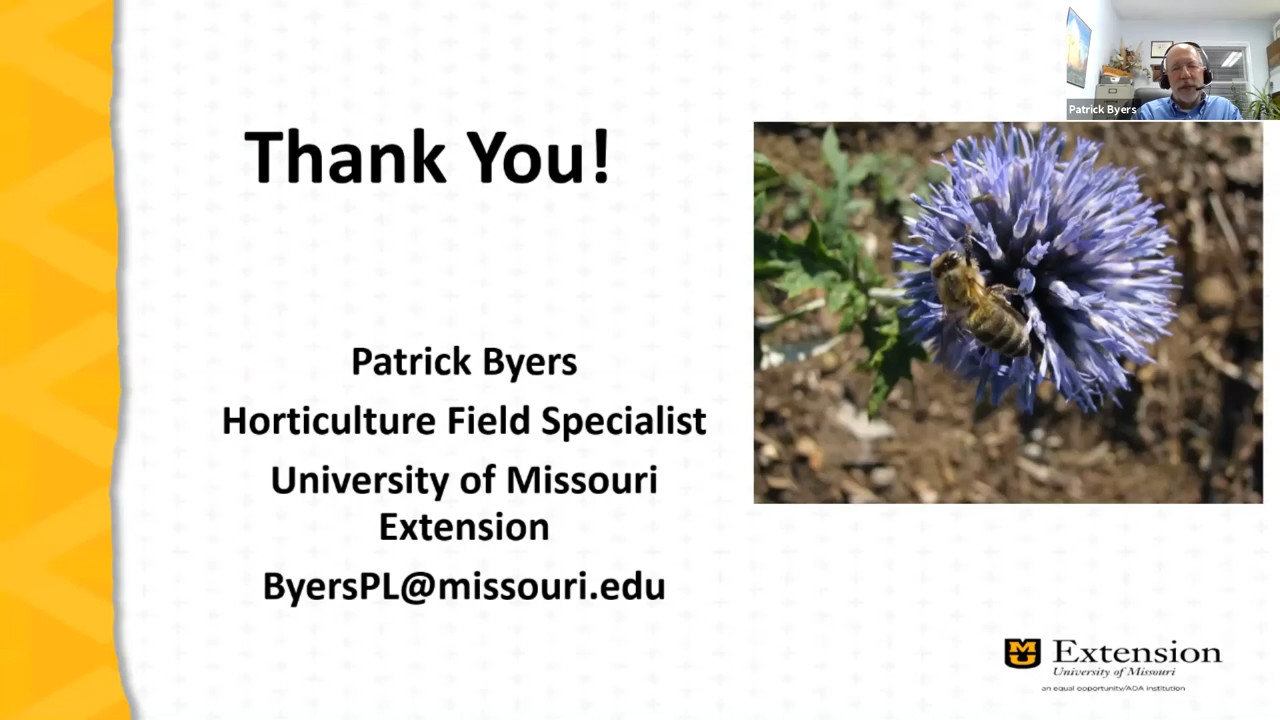 Patrick Byers
Thank You!
Patrick Byers
Horticulture Field Specialist
University of Missouri
Extension
ByersPL@missouri.edu
Extension
University of Missouri
an equal opportunity/ADA institution